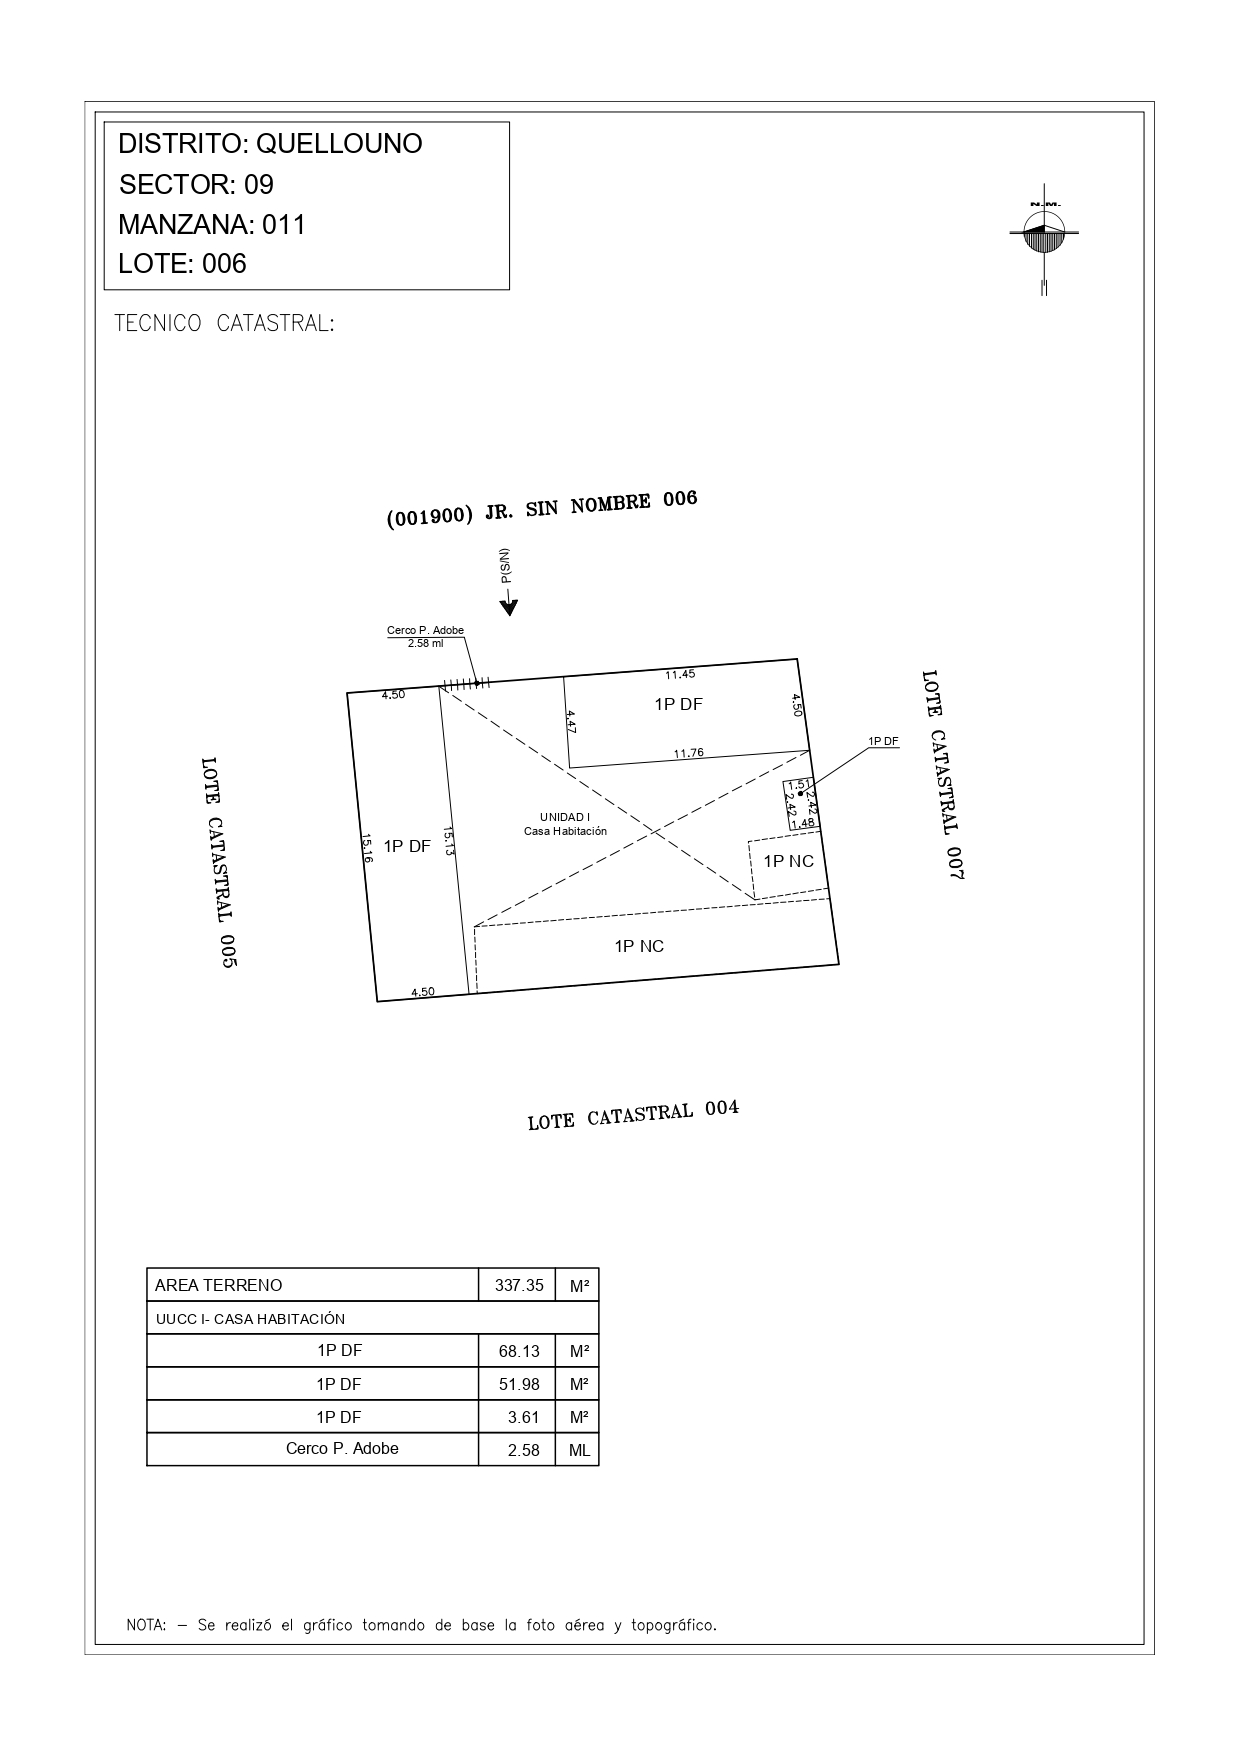 DISTRITO: QUELLOUNO
SECTOR: 09
MANZANA: 011
LOTE: 006
N.M.
TECNICO CATASTRAL:
(001900) JR. SIN NOMBRE 006
P(S/N)
Cerco P. Adobe
2.58 ml
4.50
11.45
1P DF
4.50
4.47
11.76
1P DF
LOTE CATASTRAL 007
LOTE CATASTRAL 005
1.51
2.42
2.42
1.48
UNIDAD I
Casa Habitación
15.16
1P DF
15.13
1P NC
1P NC
4.50
LOTE CATASTRAL 004
AREA TERRENO 337.35 M²
UUCC I- CASA HABITACIÓN
1P DF 68.13 M²
1P DF 51.98 M²
1P DF 3.61 M²
Cerco P. Adobe 2.58 ML
NOTA: – Se realizó el gráfico tomando de base la foto aérea y topográfico.